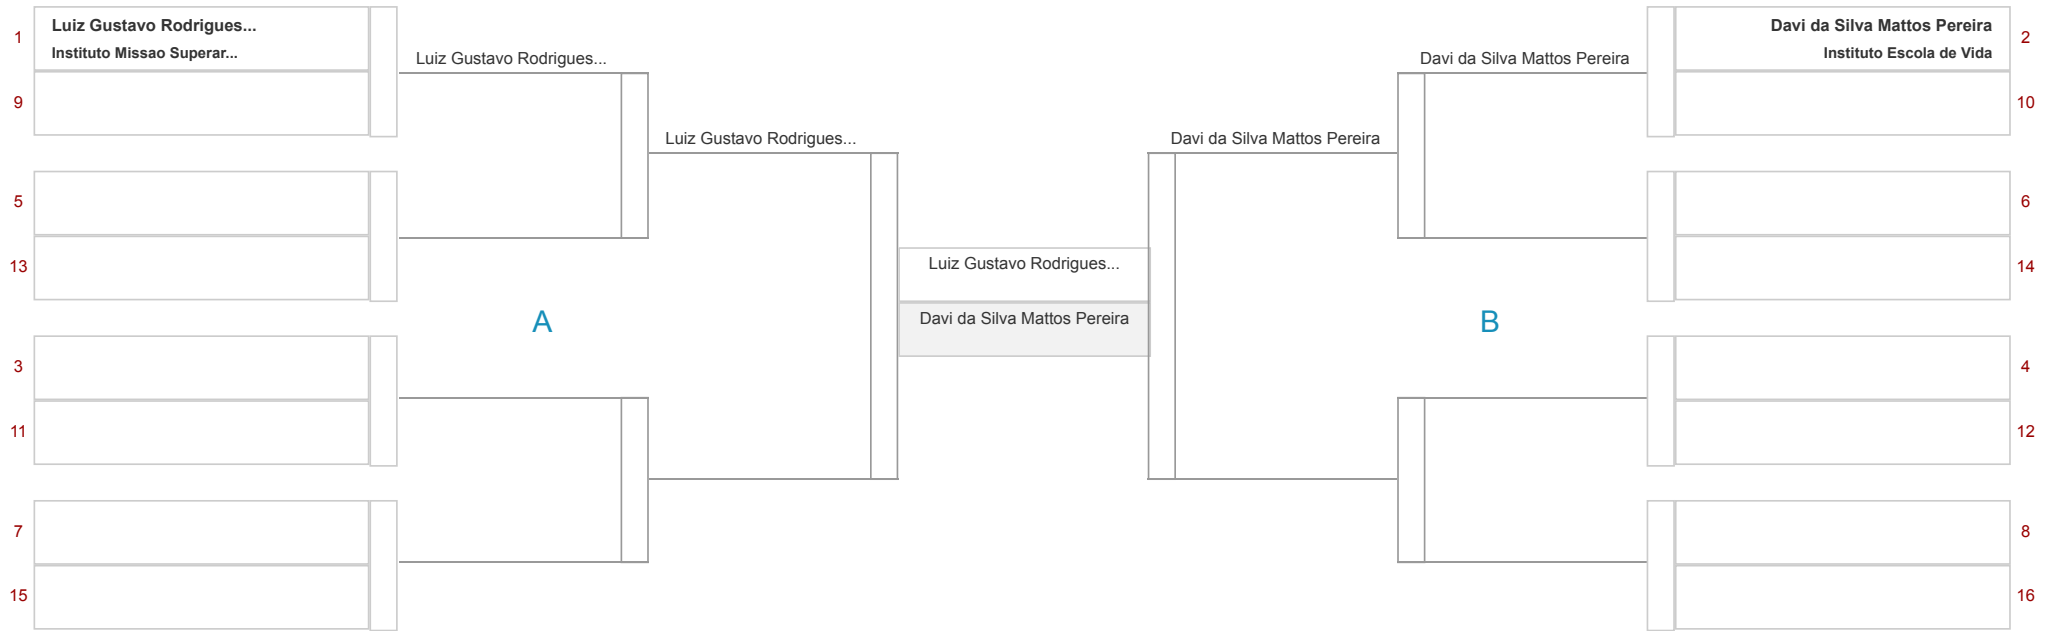 1
Luiz Gustavo Rodrigues...
Instituto Missao Superar...
9
5
13
3
11
7
15
Luiz Gustavo Rodrigues...
Luiz Gustavo Rodrigues...
A
Luiz Gustavo Rodrigues...
Davi da Silva Mattos Pereira
Davi da Silva Mattos Pereira
Davi da Silva Mattos Pereira
B
Davi da Silva Mattos Pereira
Instituto Escola de Vida
2
10
6
14
4
12
8
16